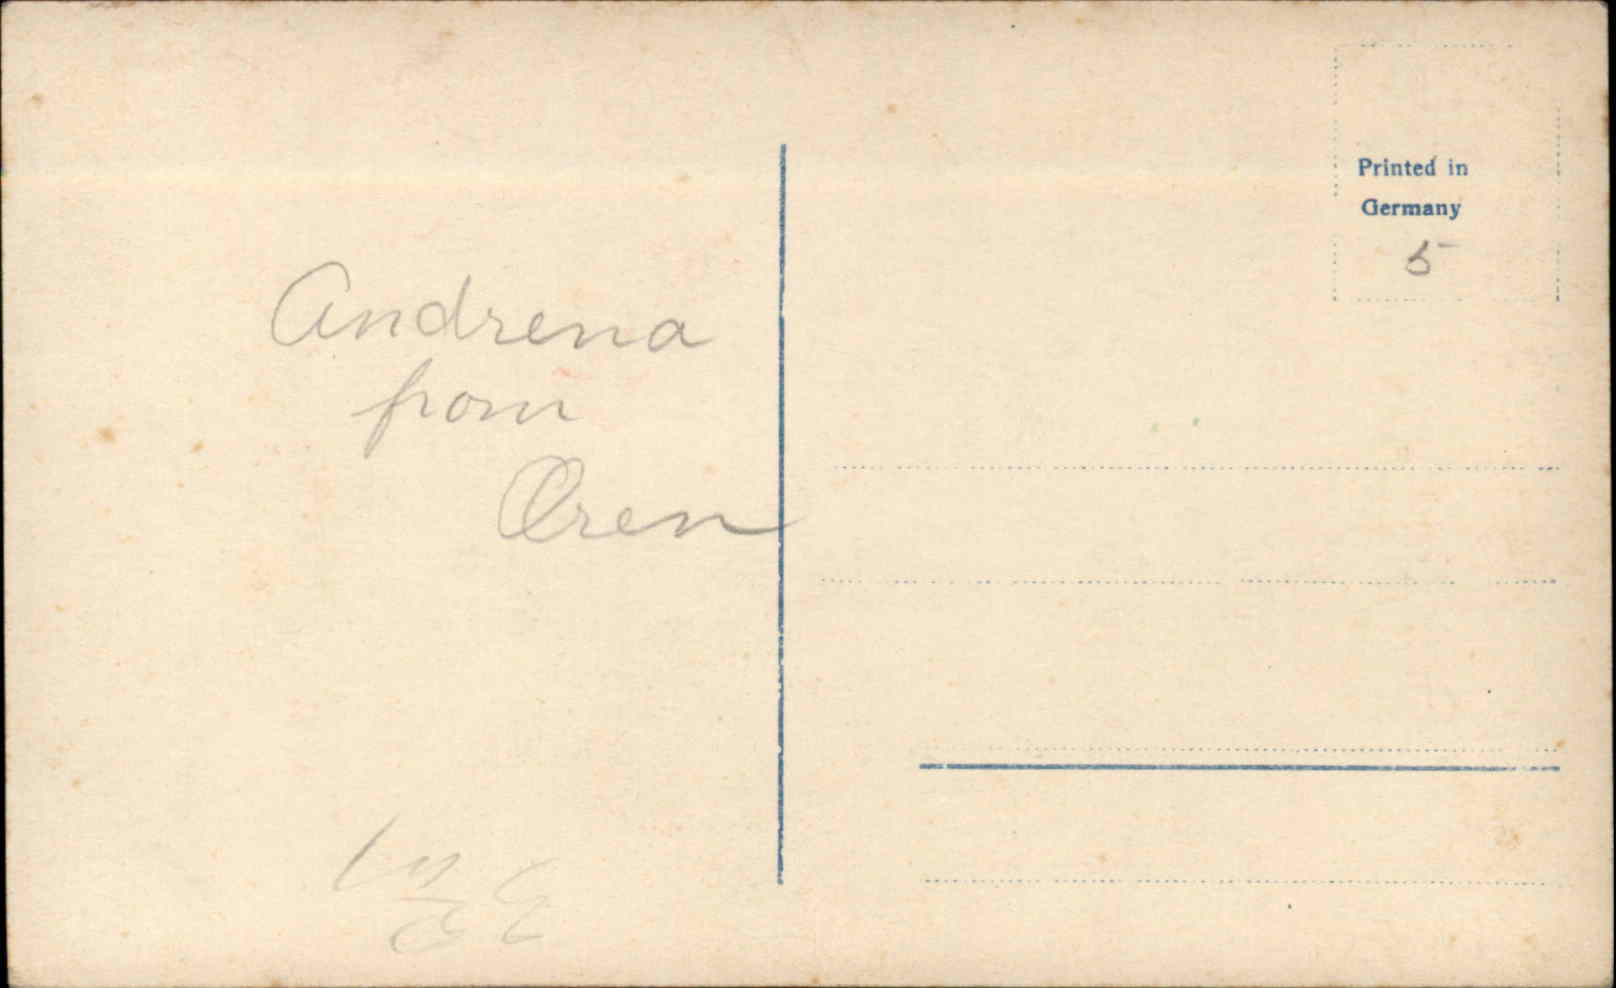 Andrena
from
Oren
Printed in
Germany
5